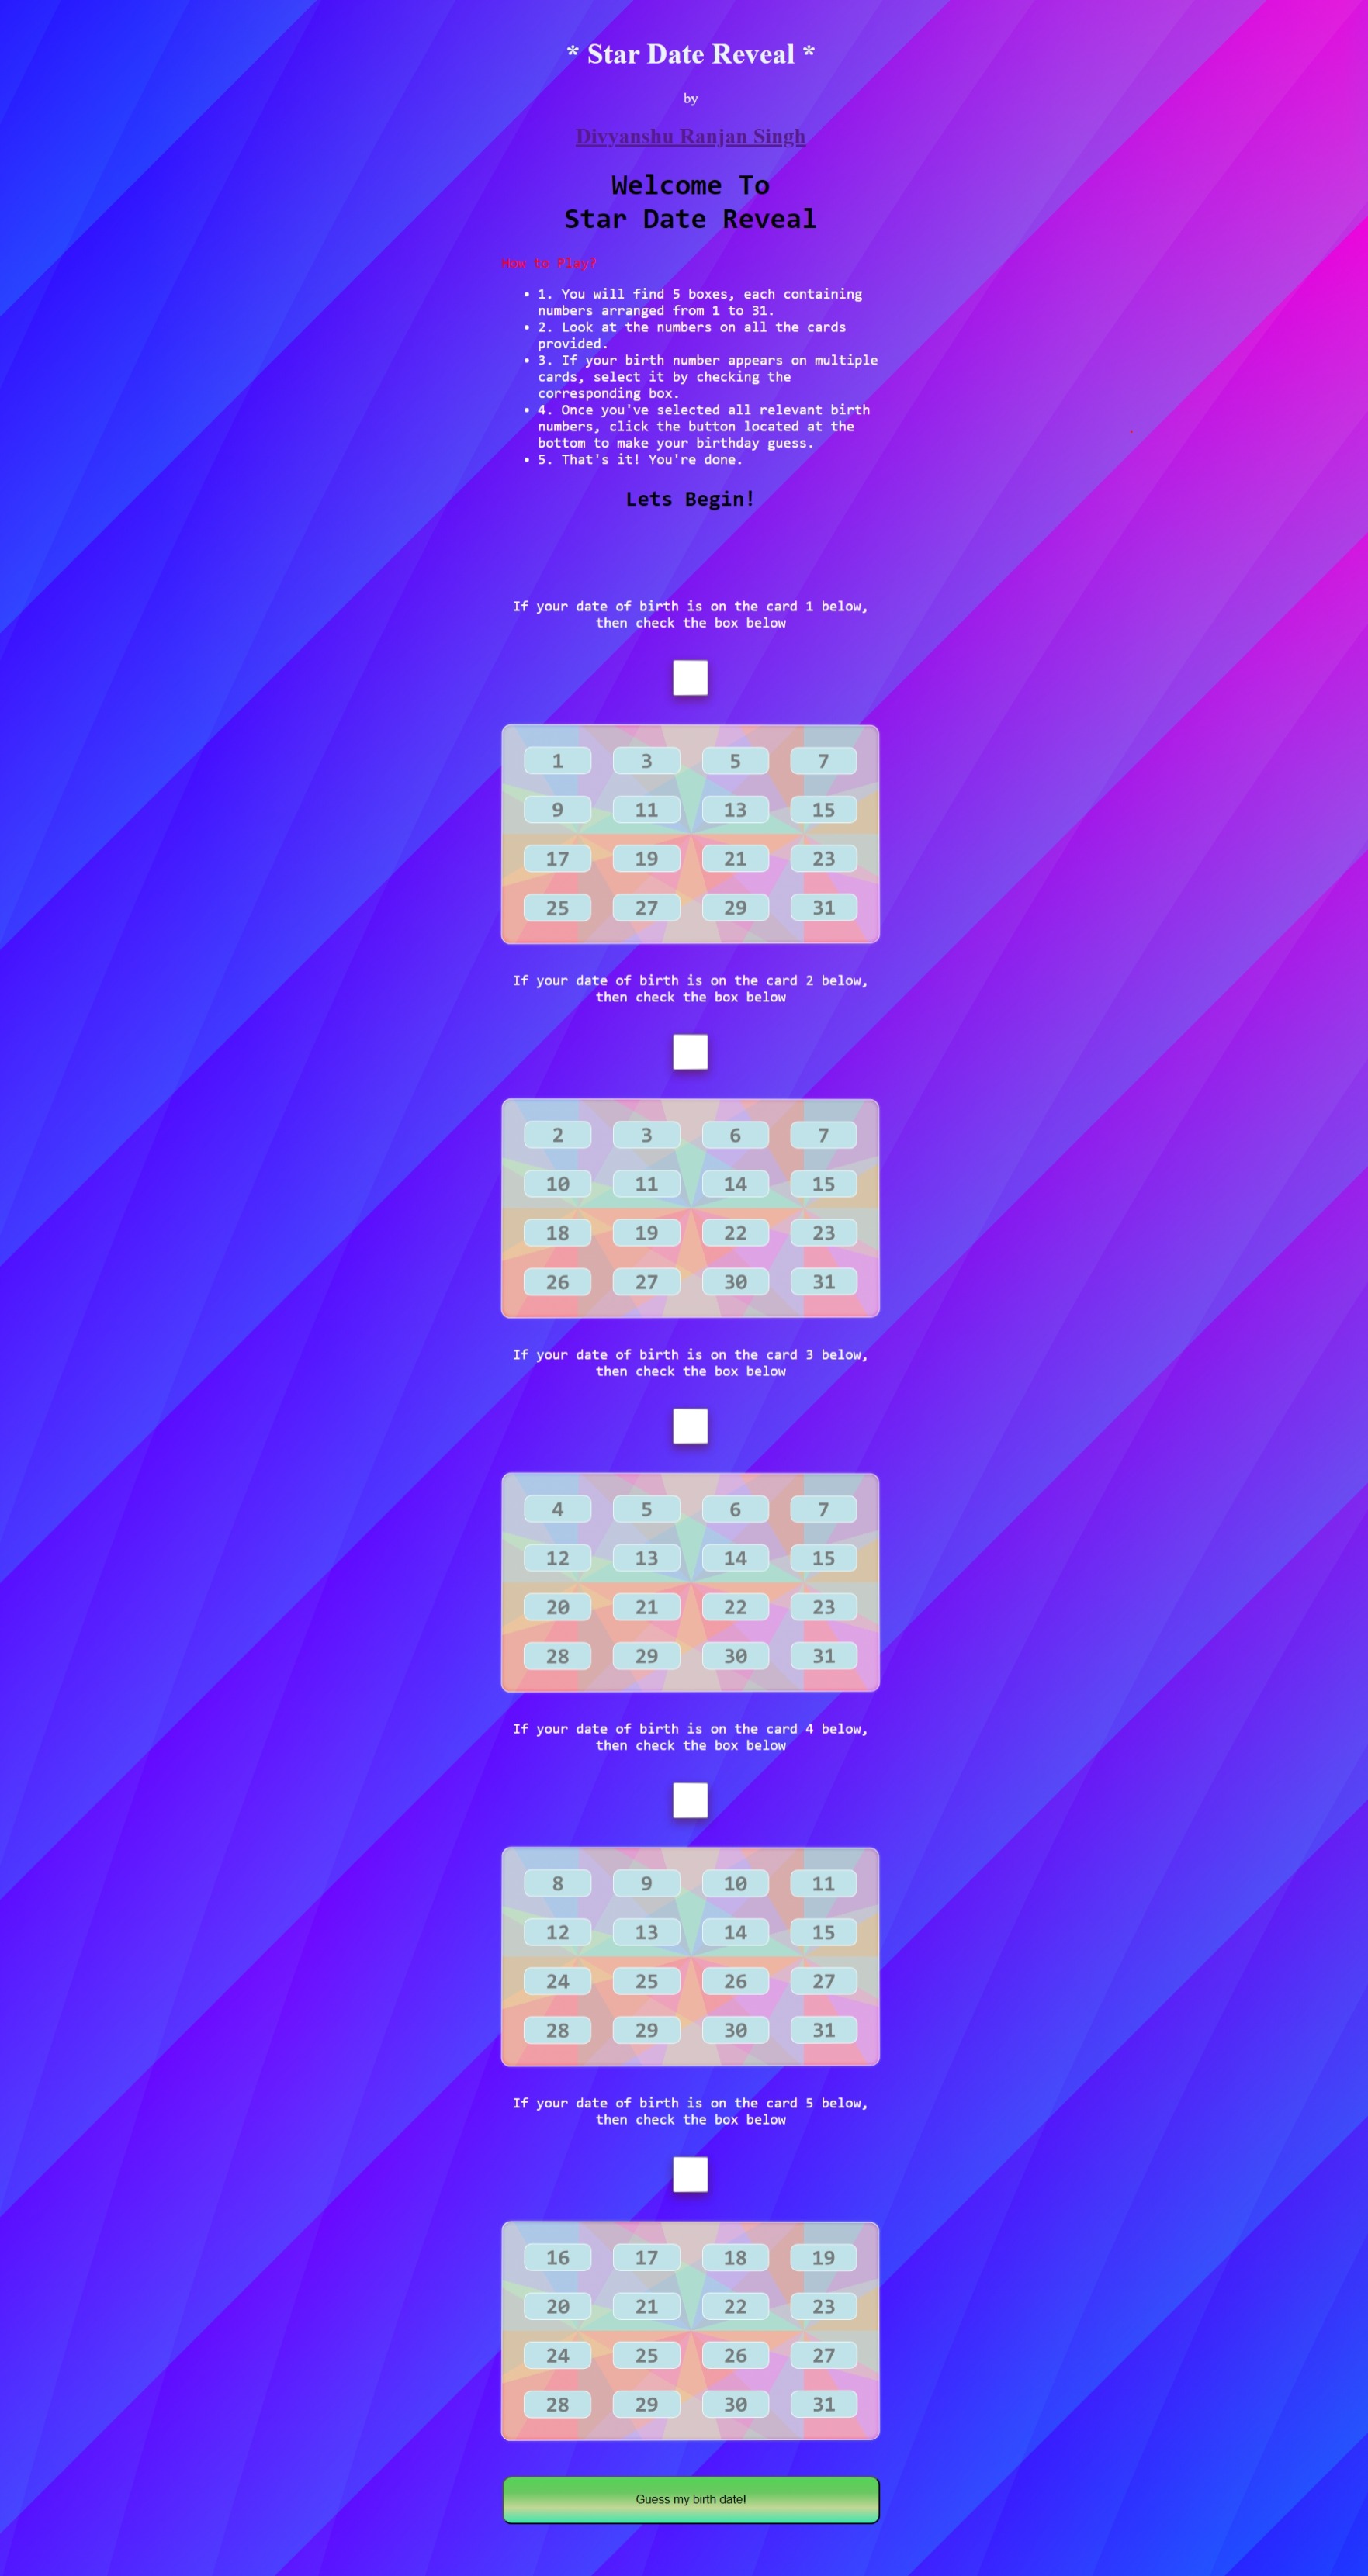 * Star Date Reveal *
by
Divyanshu Ranjan Singh
Welcome To
Star Date Reveal
How to Play?
• 1. You will find 5 boxes, each containing
numbers arranged from 1 to 31.
• 2. Look at the numbers on all the cards
provided.
• 3. If your birth number appears on multiple
cards, select it by checking the
corresponding box.
• 4. Once you've selected all relevant birth
numbers, click the button located at the
bottom to make your birthday guess.
• 5. That's it! You're done.
Lets Begin!
If your date of birth is on the card 1 below,
then check the box below
1 3 5 7
9 11 13 15
17 19 21 23
25 27 29 31
If your date of birth is on the card 2 below,
then check the box below
2 3 6 7
10 11 14 15
18 19 22 23
26 27 30 31
If your date of birth is on the card 3 below,
then check the box below
4 5 6 7
12 13 14 15
20 21 22 23
28 29 30 31
If your date of birth is on the card 4 below,
then check the box below
8 9 10 11
12 13 14 15
24 25 26 27
28 29 30 31
If your date of birth is on the card 5 below,
then check the box below
16 17 18 19
20 21 22 23
24 25 26 27
28 29 30 31
Guess my birth date!